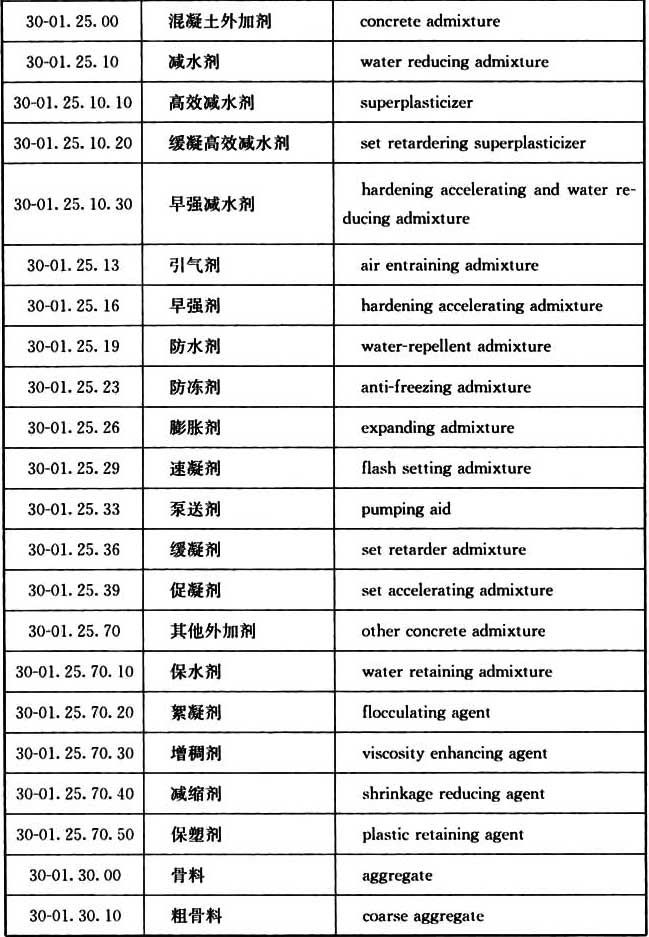 30-01.25.00 混凝土外加剂 concrete admixture
30-01.25.10 减水剂 water reducing admixture
30-01.25.10.10 高效减水剂 superplasticizer
30-01.25.10.20 缓凝高效减水剂 set retardering superplasticizer
30-01.25.10.30 早强减水剂 hardening accelerating and water re-
ducing admixture
30-01.25.13 引气剂 air entraining admixture
30-01.25.16 早强剂 hardening accelerating admixture
30-01.25.19 防水剂 water-repellent admixture
30-01.25.23 防冻剂 anti-freezing admixture
30-01.25.26 膨胀剂 expanding admixture
30-01.25.29 速凝剂 flash setting admixture
30-01.25.33 泵送剂 pumping aid
30-01.25.36 缓凝剂 set retarder admixture
30-01.25.39 促凝剂 set accelerating admixture
30-01.25.70 其他外加剂 other concrete admixture
30-01.25.70.10 保水剂 water retaining admixture
30-01.25.70.20 絮凝剂 flocculating agent
30-01.25.70.30 增稠剂 viscosity enhancing agent
30-01.25.70.40 减缩剂 shrinkage reducing agent
30-01.25.70.50 保塑剂 plastic retaining agent
30-01.30.00 骨料 aggregate
30-01.30.10 粗骨料 coarse aggregate